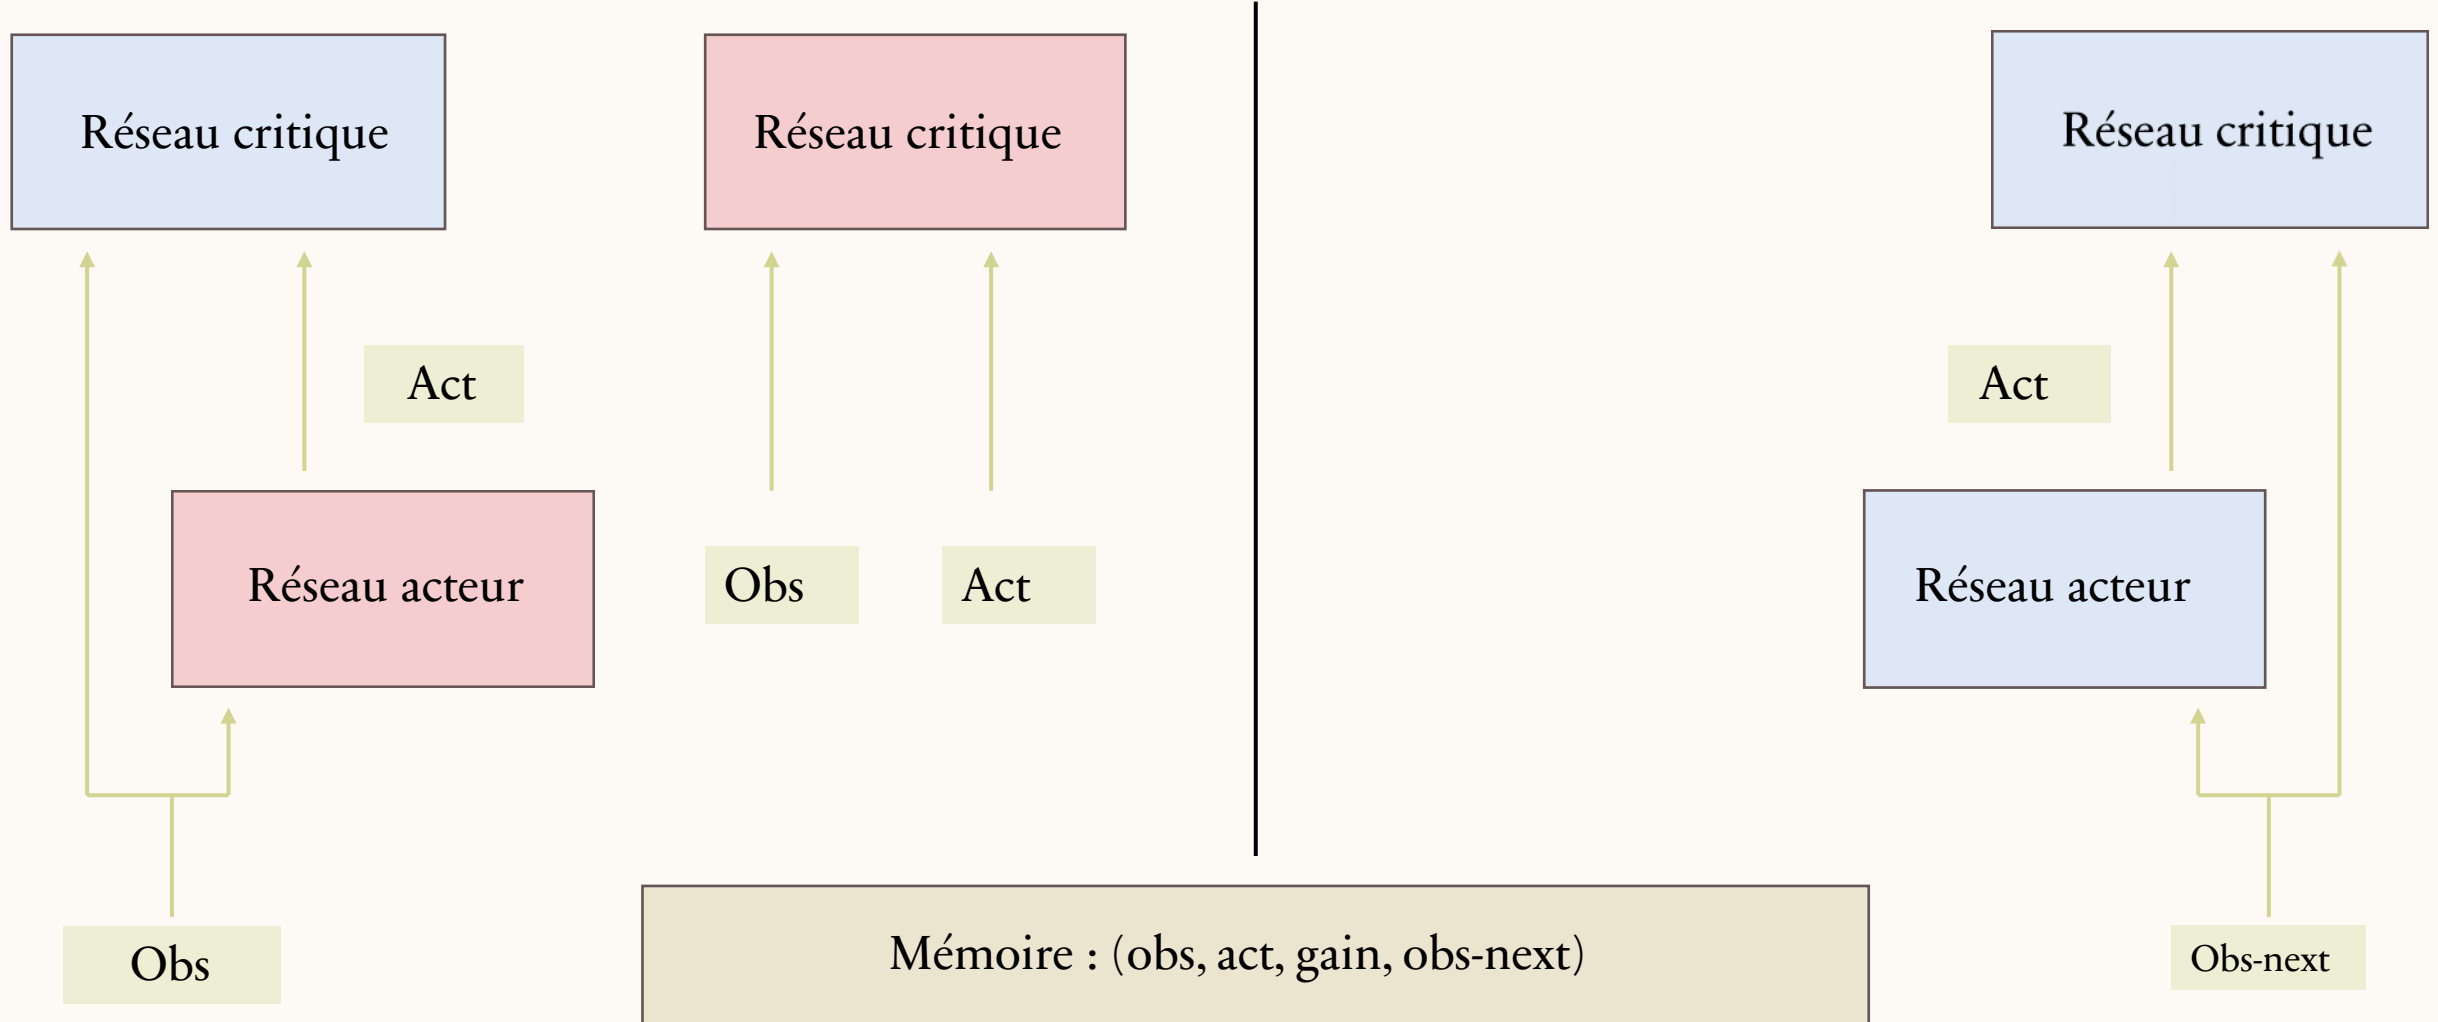 Réseau critique
Réseau critique
Réseau critique
Act
Act
Réseau acteur
Obs
Act
Réseau acteur
Mémoire : (obs, act, gain, obs-next)
Obs
Obs-next